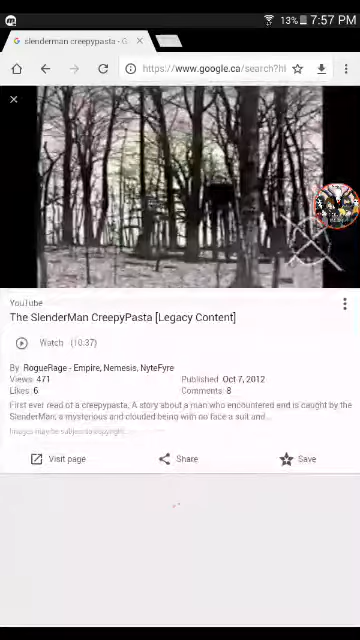 13% 7:57 PM
slenderman creepypasta - G
https://www.google.ca/search?hl
YouTube
The SlenderMan CreepyPasta [Legacy Content]
Watch (10:37)
By RogueRage - Empire, Nemesis, NyteFyre
Views 471 Published Oct 7, 2012
Likes 6 Comments 8
First ever read of a creepypasta, A story about a man who encountered end is caught by the
SlenderMan, a mysterious and clouded being with no face a suit and...
Images may be subject to copyright.
Visit page Share Save